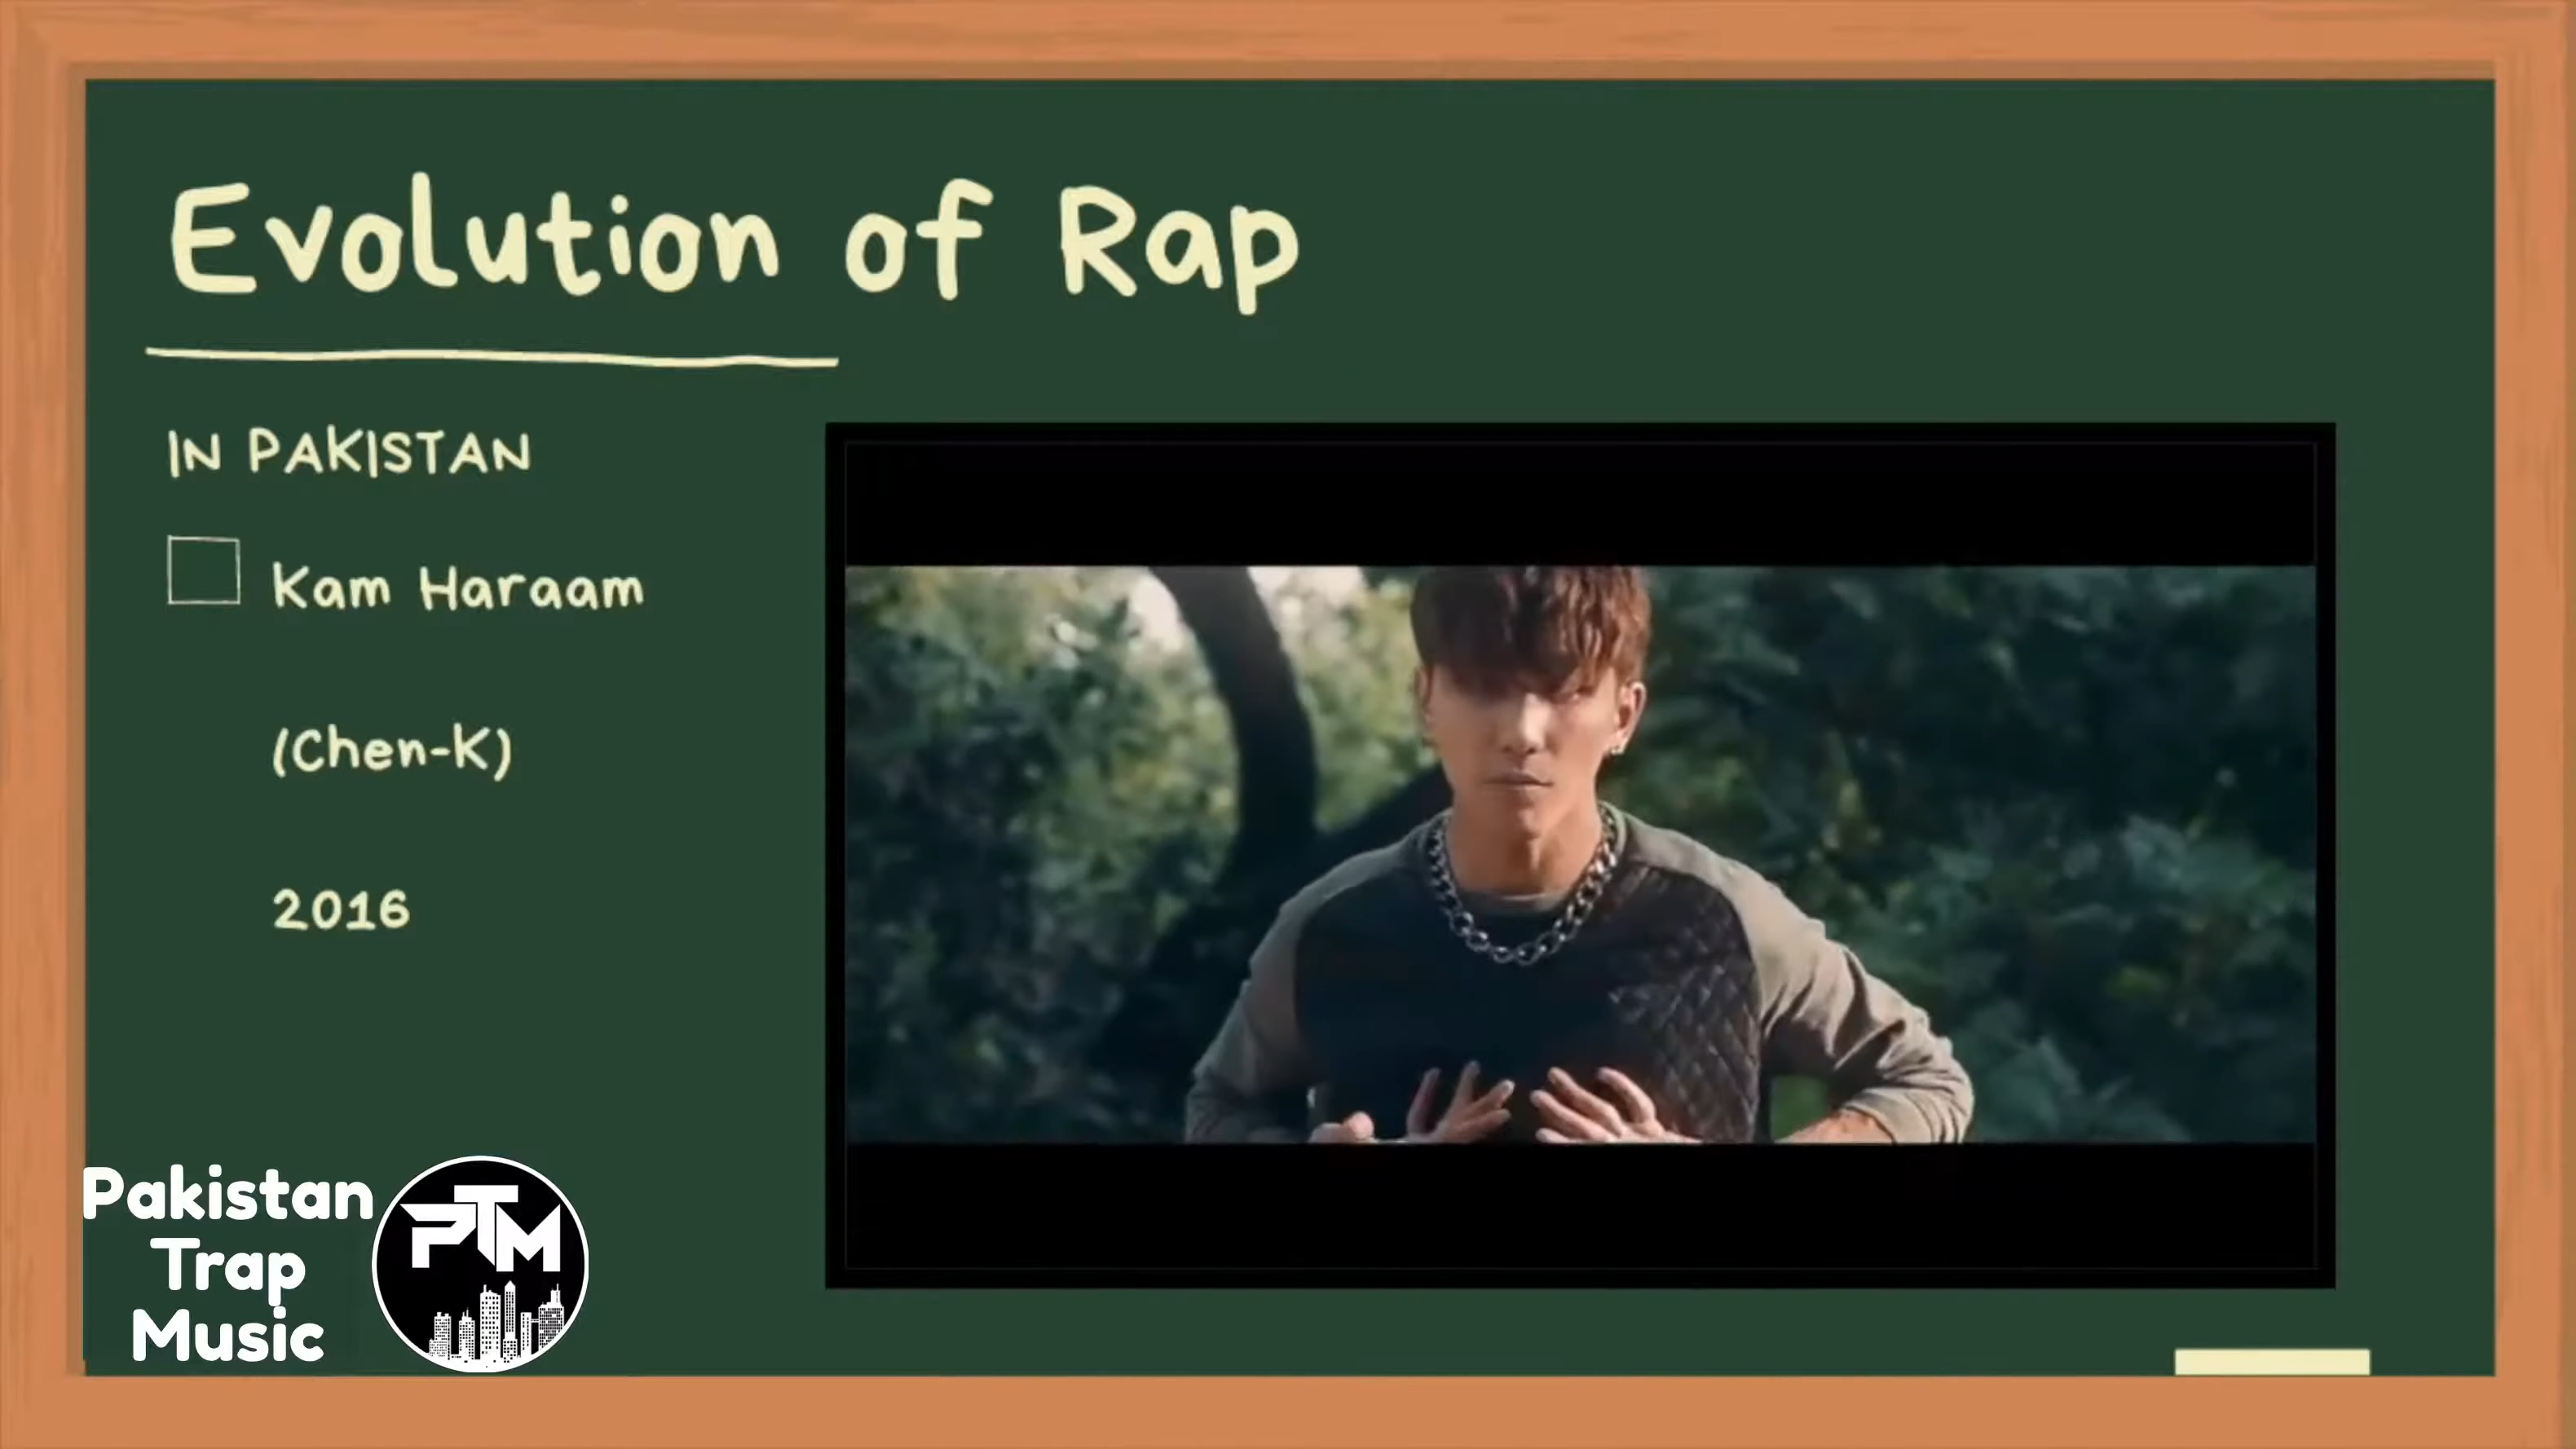 Evolution of Rap
IN PAKISTAN
Kam Haraam
(Chen-K)
2016
Pakistan
Trap
Music
PTM